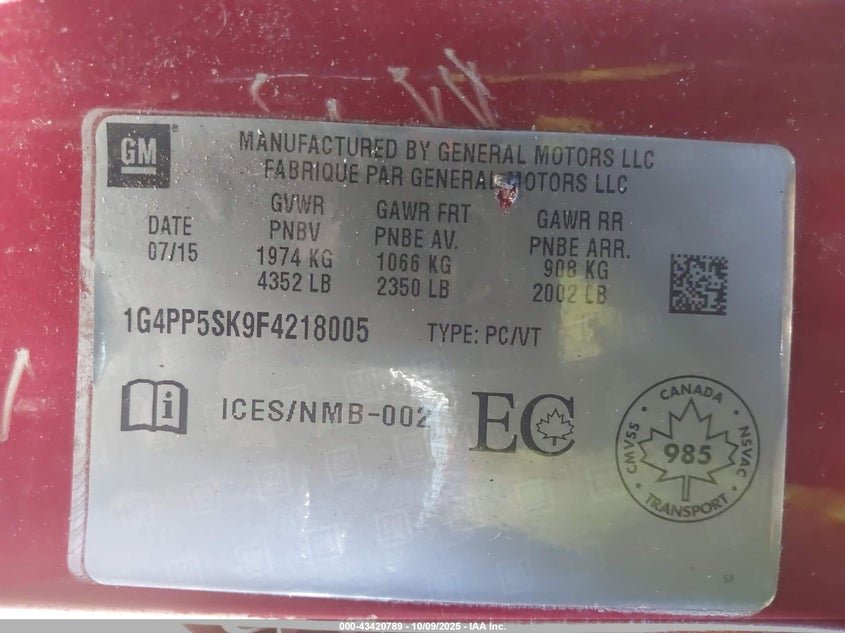 GM
MANUFACTURED BY GENERAL MOTORS LLC
FABRIQUE PAR GENERAL MOTORS LLC
DATE
07/15
GVWR
PNBV
1974 KG
4352 LB
GAWR FRT
PNBE AV.
1066 KG
2350 LB
GAWR RR
PNBE ARR.
908 KG
2002 LB
1G4PP5SK9F4218005 TYPE: PC/VT
i
ICES/NMB-002
EC
CANADA
CMVSS
985
NSVAC
TRANSPORT
000-43420789 - 10/09/2025 - IAA Inc.